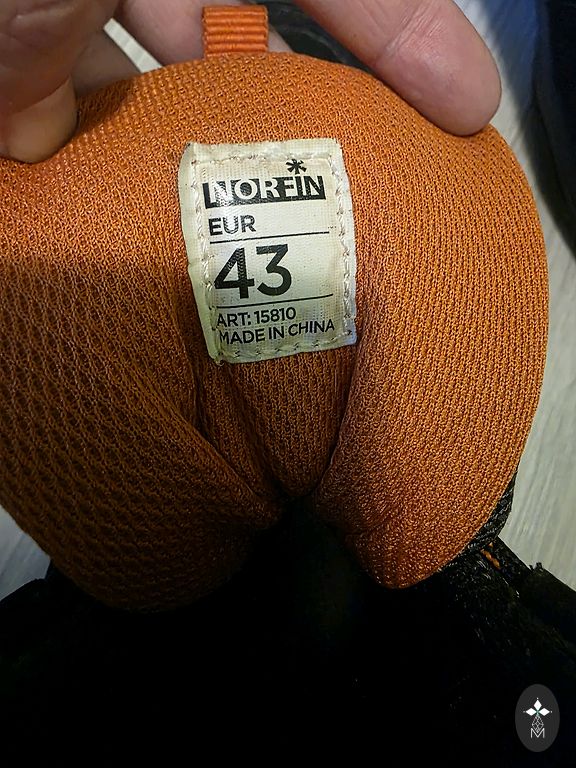 NORFIN
EUR
43
ART: 15810
MADE IN CHINA
M